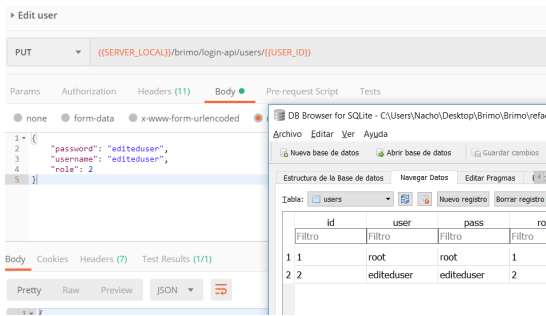 Edit user
PUT {{SERVER_LOCAL}}/brimo/login-api/users/{{USER_ID}}
Params Authorization Headers (11) Body Pre-request Script Tests
none form-data x-www-form-urlencoded
1 {
2 "password": "editeduser",
3 "username": "editeduser",
4 "role": 2
5 }
Body Cookies Headers (7) Test Results (1/1)
Pretty Raw Preview JSON
1 {
DB Browser for SQLite - C:\Users\Nacho\Desktop\Brimo\Brimo\refac
Archivo Editar Ver Ayuda
Nueva base de datos Abrir base de datos Guardar cambios
Estructura de la Base de datos Navegar Datos Editar Pragmas
Tabla: users Nuevo registro Borrar registro
id user pass ro
Filtro Filtro Filtro Filtro
1 1 root root 1
2 2 editeduser editeduser 2